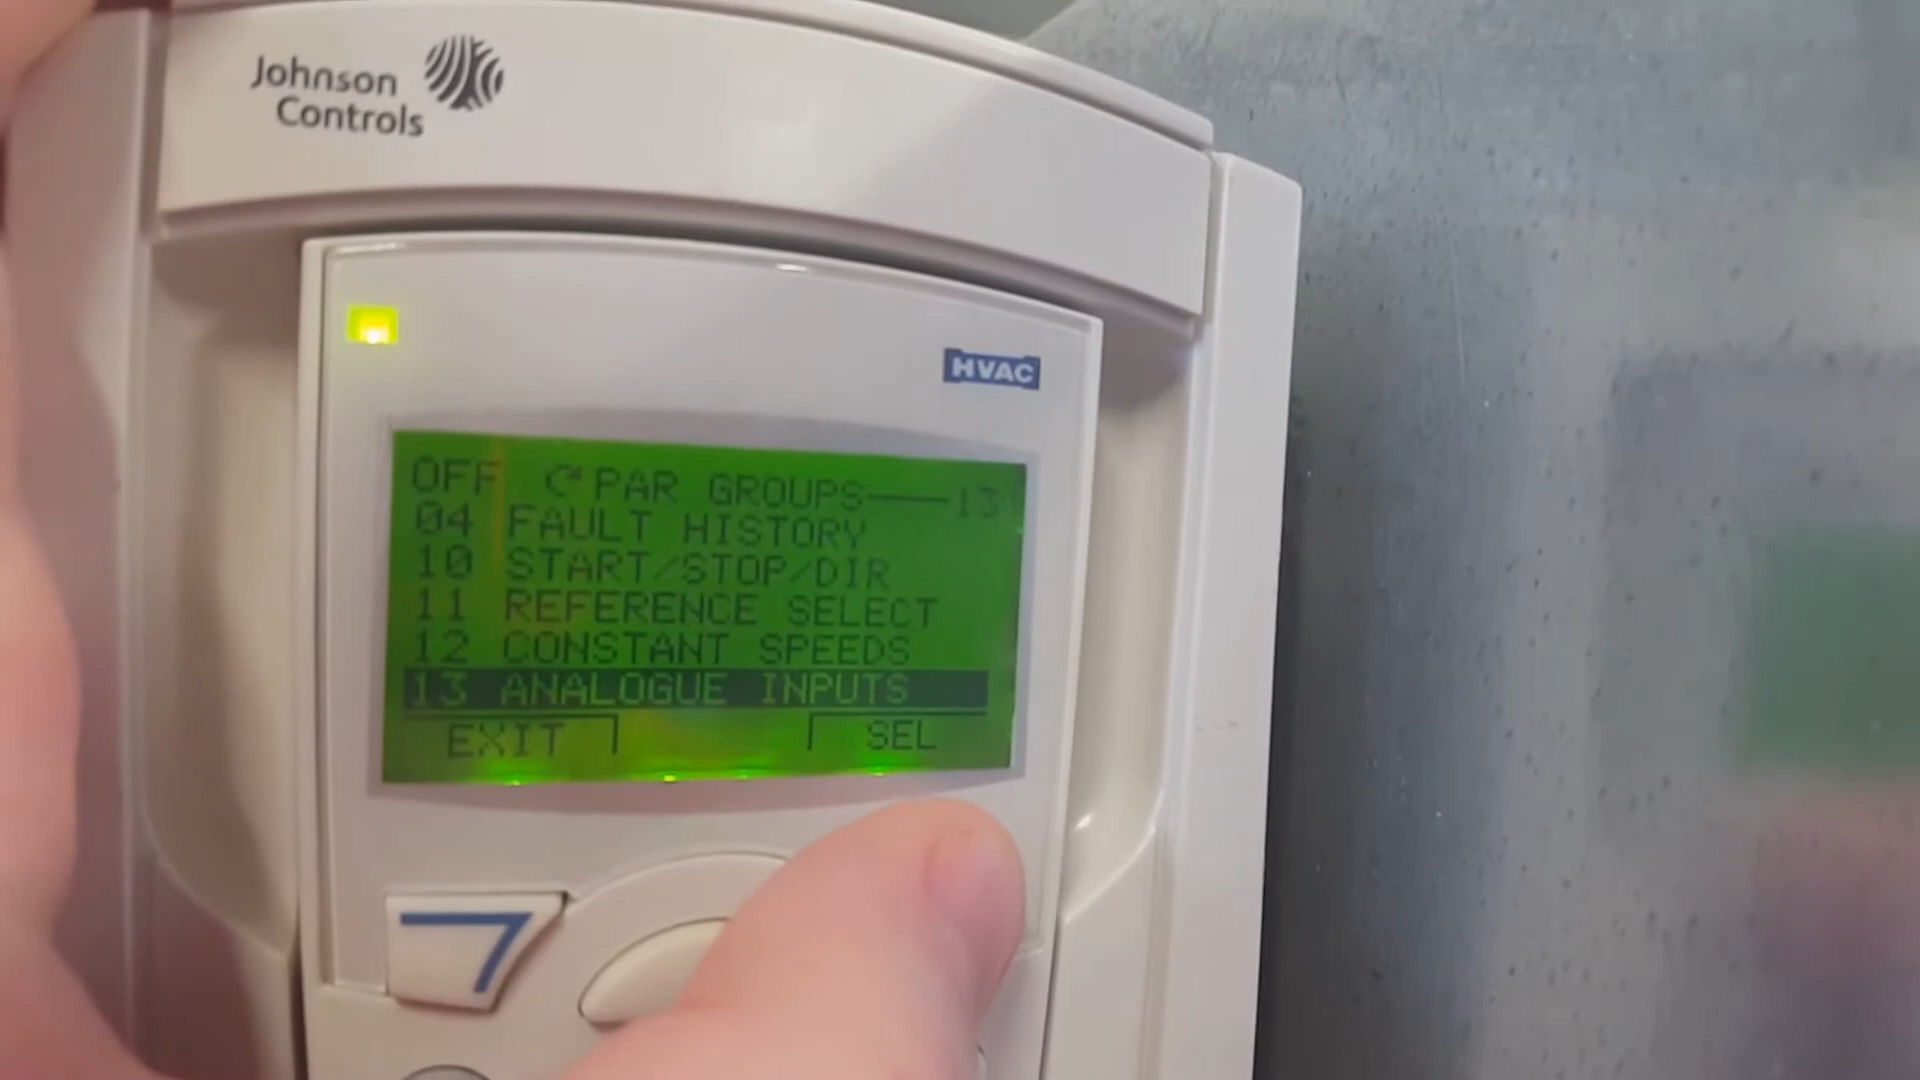 Johnson
Controls
HVAC
OFF PAR GROUPS 13
04 FAULT HISTORY
10 START/STOP/DIR
11 REFERENCE SELECT
12 CONSTANT SPEEDS
13 ANALOGUE INPUTS
EXIT SEL